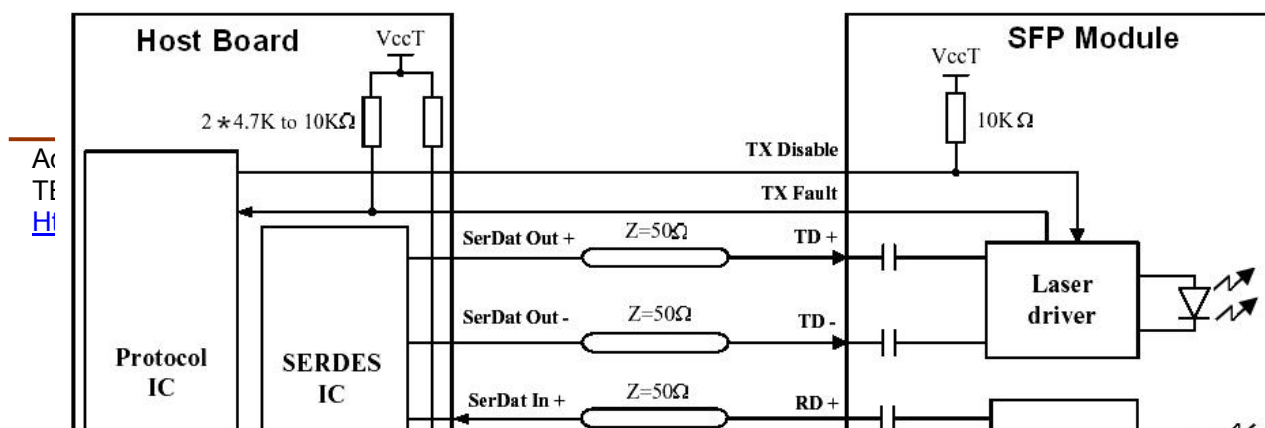 Host Board
SFP Module
VccT
VccT
2*4.7K to 10KΩ
10KΩ
TX Disable
TX Fault
SerDat Out +
Z=50Ω
TD +
Laser
driver
SerDat Out -
Z=50Ω
TD -
Protocol
IC
SERDES
IC
SerDat In +
Z=50Ω
RD +